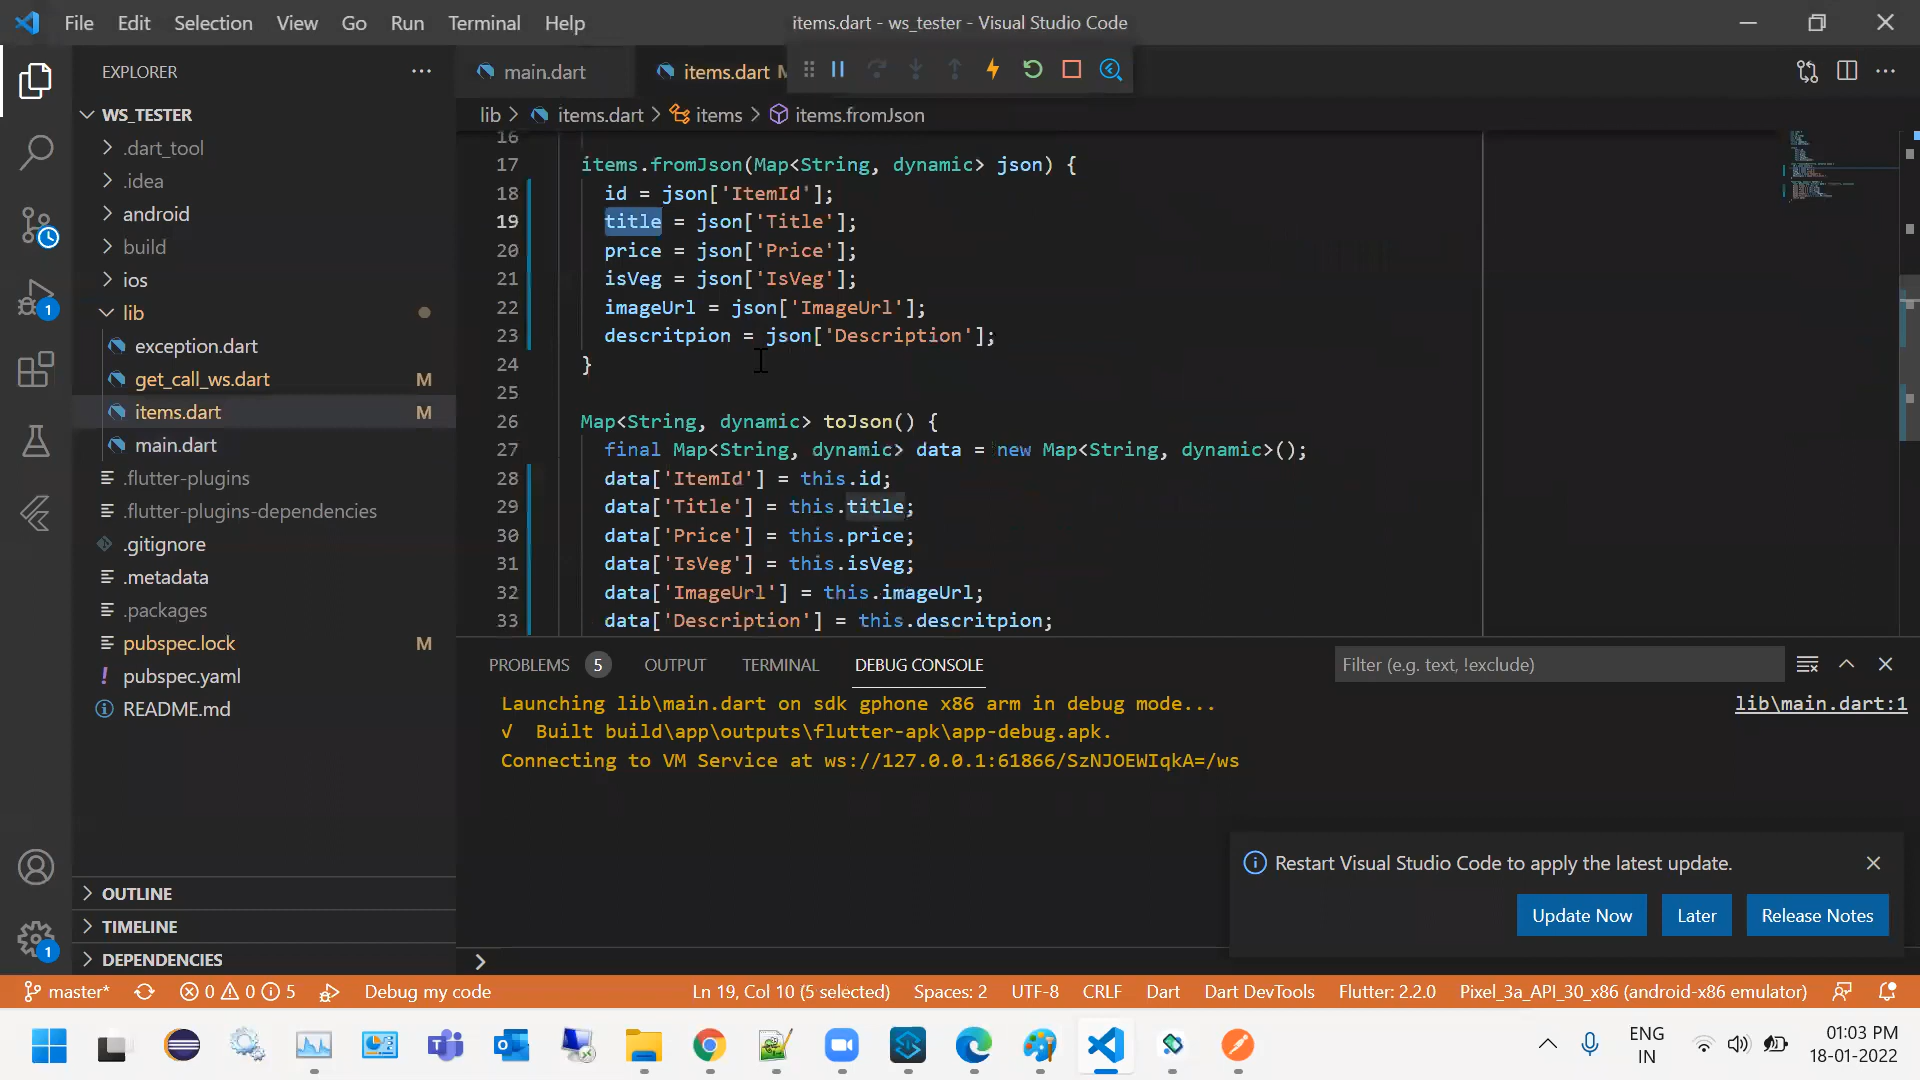 File Edit Selection View Go Run Terminal Help
items.dart - ws_tester - Visual Studio Code
EXPLORER
WS_TESTER
.dart_tool
.idea
android
build
ios
lib
exception.dart
get_call_ws.dart M
items.dart M
main.dart
.flutter-plugins
.flutter-plugins-dependencies
.gitignore
.metadata
.packages
pubspec.lock M
pubspec.yaml
README.md
OUTLINE
TIMELINE
DEPENDENCIES
1
1
main.dart
items.dart M
lib > items.dart > items > items.fromJson
16
17 items.fromJson(Map<String, dynamic> json) {
18 id = json['ItemId'];
19 title = json['Title'];
20 price = json['Price'];
21 isVeg = json['IsVeg'];
22 imageUrl = json['ImageUrl'];
23 descritpion = json['Description'];
24 }
25
26 Map<String, dynamic> toJson() {
27 final Map<String, dynamic> data = new Map<String, dynamic>();
28 data['ItemId'] = this.id;
29 data['Title'] = this.title;
30 data['Price'] = this.price;
31 data['IsVeg'] = this.isVeg;
32 data['ImageUrl'] = this.imageUrl;
33 data['Description'] = this.descritpion;
PROBLEMS 5 OUTPUT TERMINAL DEBUG CONSOLE
Filter (e.g. text, !exclude)
Launching lib\main.dart on sdk gphone x86 arm in debug mode...
lib\main.dart:1
√ Built build\app\outputs\flutter-apk\app-debug.apk.
Connecting to VM Service at ws://127.0.0.1:61866/SzNJOEWIqkA=/ws
Restart Visual Studio Code to apply the latest update.
Update Now Later Release Notes
master* 0 0 5 Debug my code
Ln 19, Col 10 (5 selected) Spaces: 2 UTF-8 CRLF Dart Dart DevTools Flutter: 2.2.0 Pixel_3a_API_30_x86 (android-x86 emulator)
ENG
IN
01:03 PM
18-01-2022